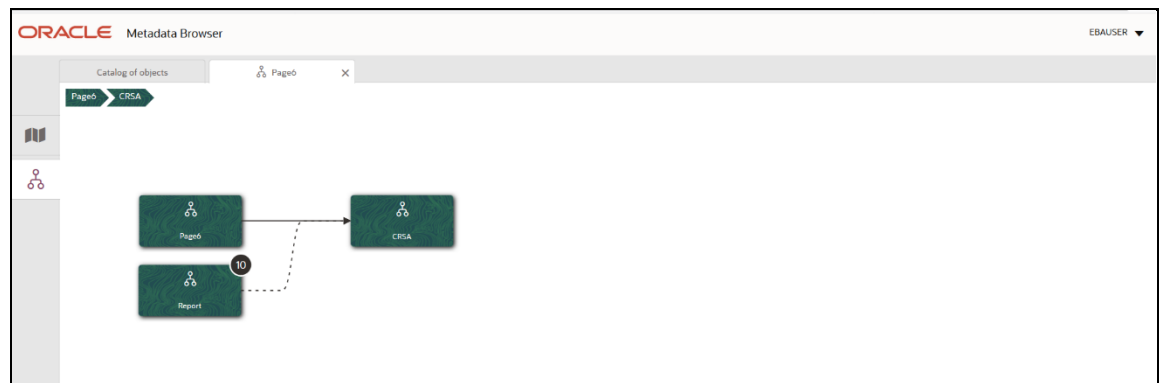 ORACLE Metadata Browser
EBAUSER
Catalog of objects
Page6
Page6
CRSA
Page6
CRSA
10
Report